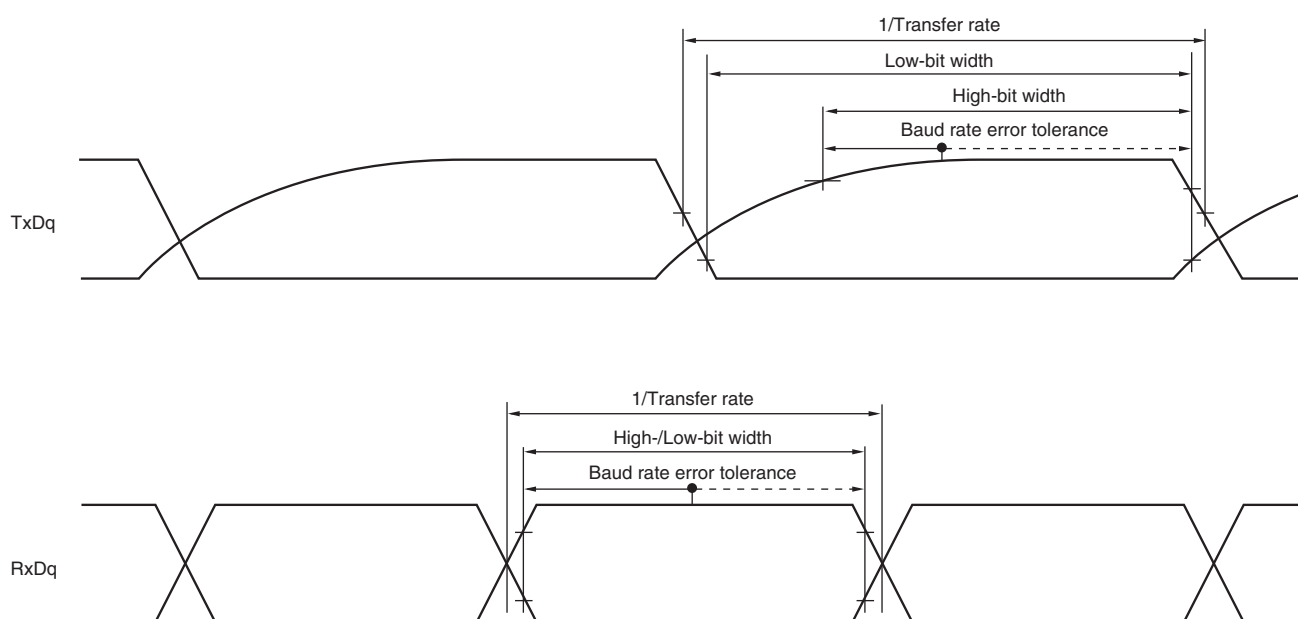 1/Transfer rate
Low-bit width
High-bit width
Baud rate error tolerance
TxDq
1/Transfer rate
High-/Low-bit width
Baud rate error tolerance
RxDq